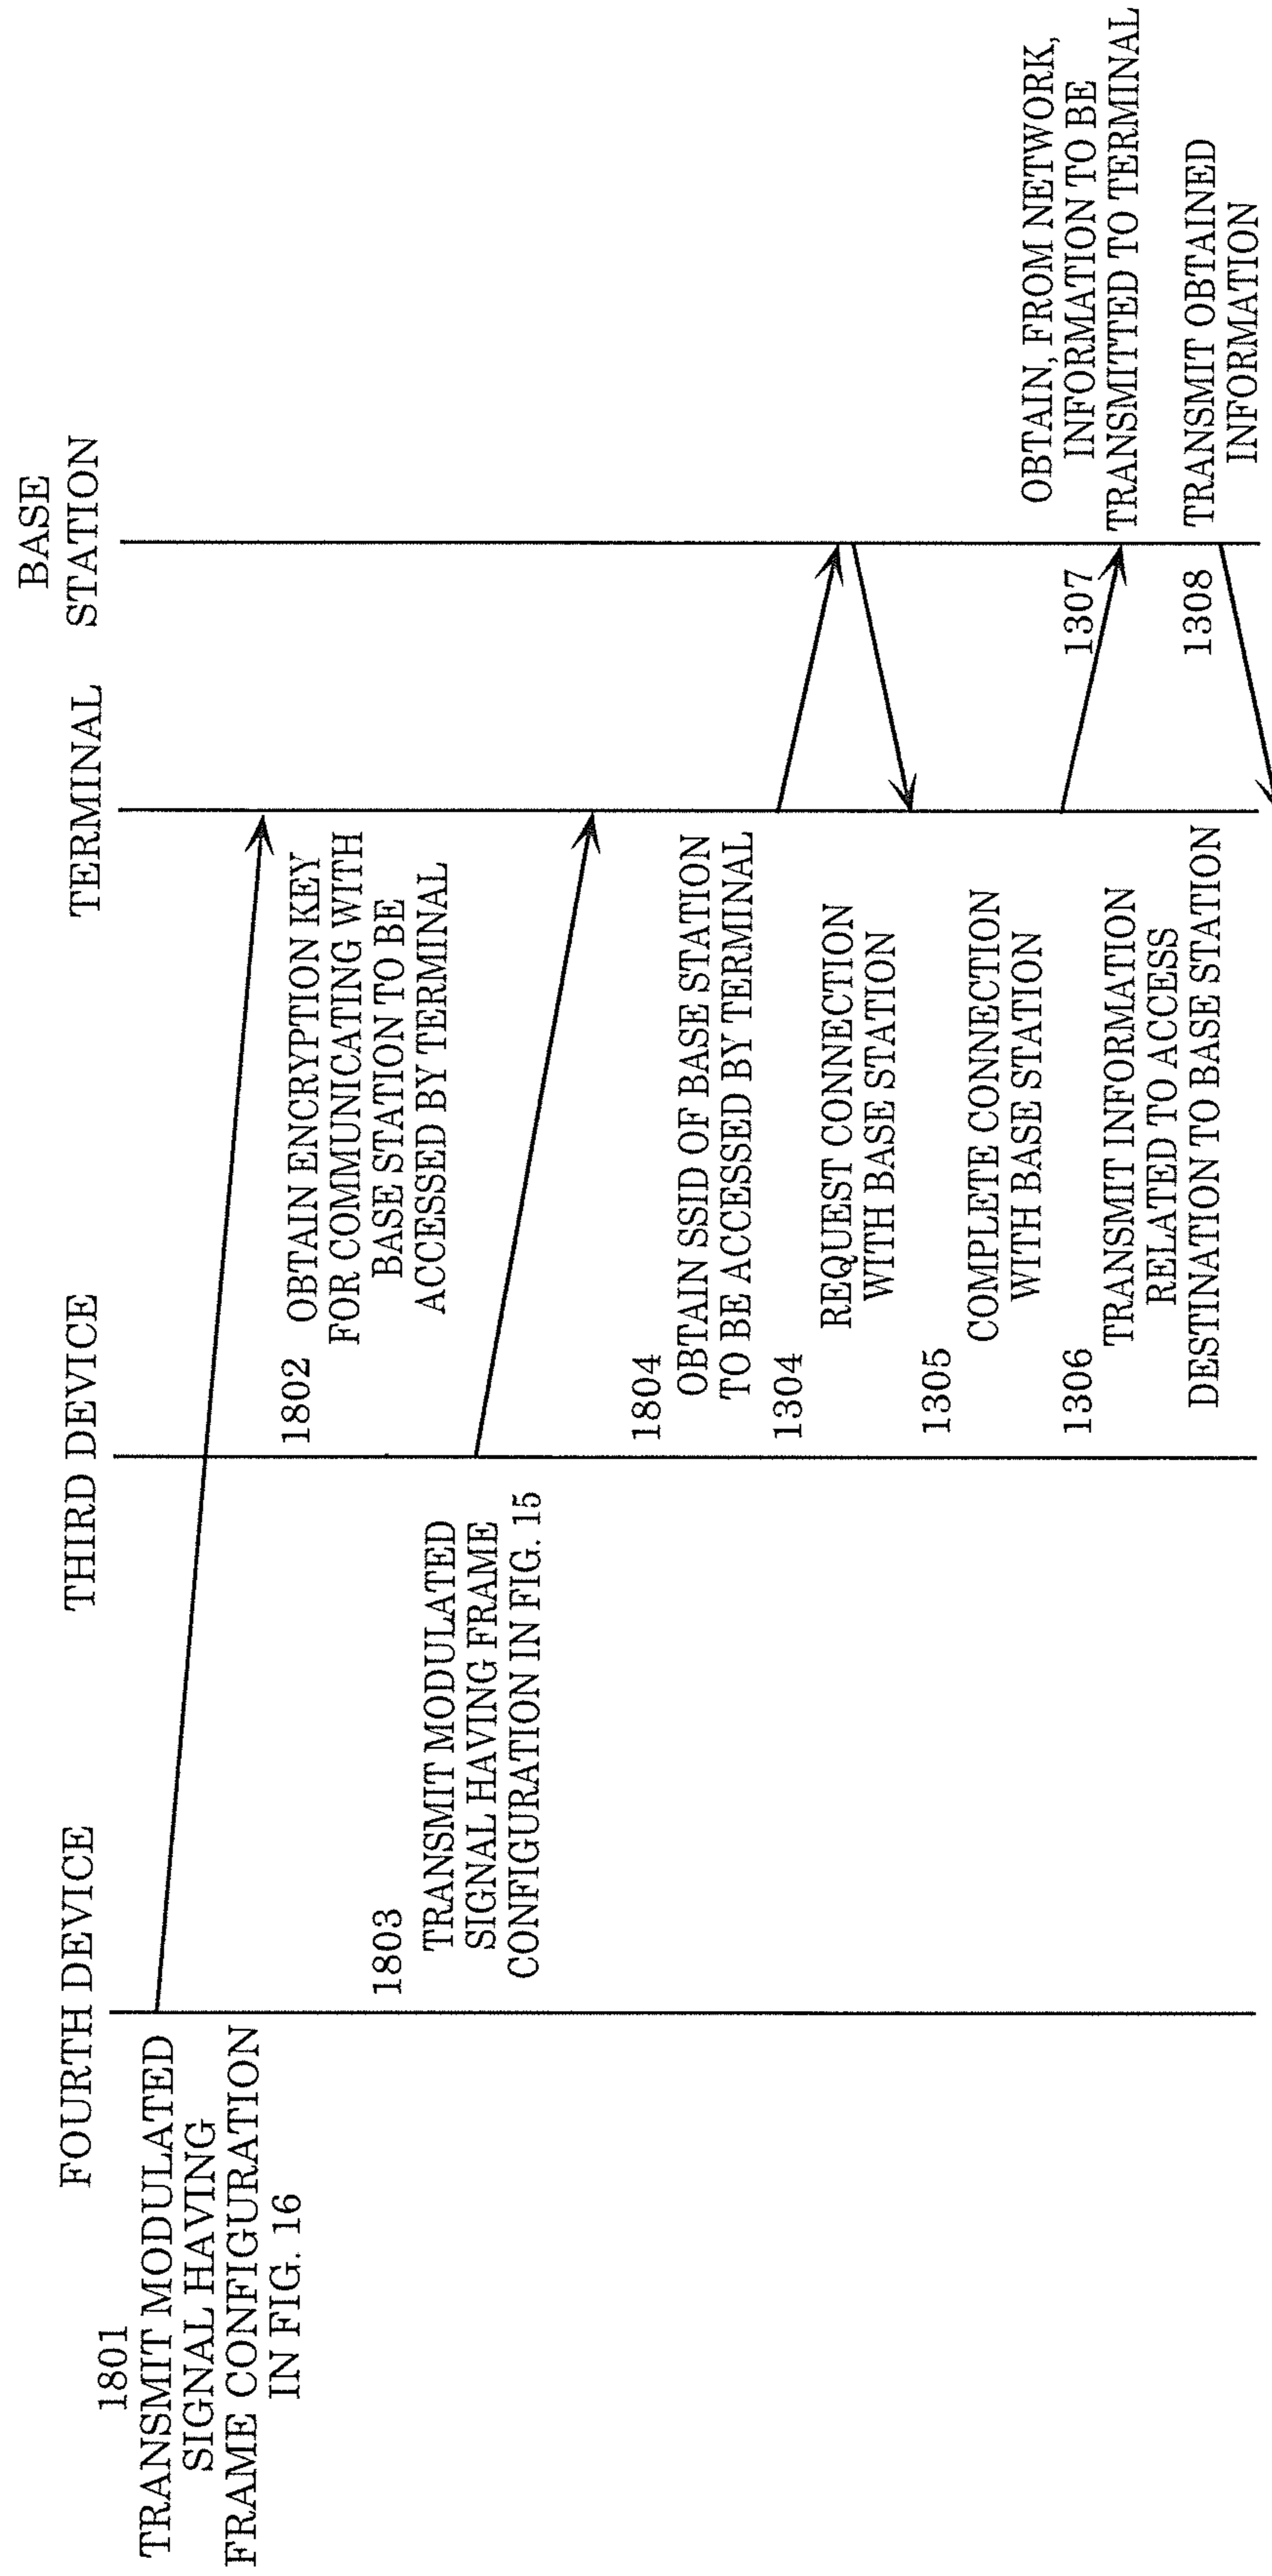 FOURTH DEVICE
THIRD DEVICE
TERMINAL
BASE
STATION
1801
TRANSMIT MODULATED
SIGNAL HAVING
FRAME CONFIGURATION
IN FIG. 16
1802
OBTAIN ENCRYPTION KEY
FOR COMMUNICATING WITH
BASE STATION TO BE
ACCESSED BY TERMINAL
1803
TRANSMIT MODULATED
SIGNAL HAVING FRAME
CONFIGURATION IN FIG. 15
1804
OBTAIN SSID OF BASE STATION
TO BE ACCESSED BY TERMINAL
1304
REQUEST CONNECTION
WITH BASE STATION
1305
COMPLETE CONNECTION
WITH BASE STATION
1306
TRANSMIT INFORMATION
RELATED TO ACCESS
DESTINATION TO BASE STATION
1307
OBTAIN, FROM NETWORK,
INFORMATION TO BE
TRANSMITTED TO TERMINAL
1308
TRANSMIT OBTAINED
INFORMATION